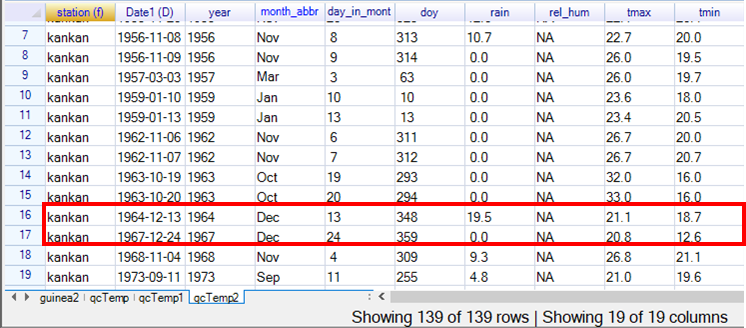 station (f) Date1 (D) year month_abbr day_in_mont doy rain rel_hum tmax tmin
7 kankan 1956-11-08 1956 Nov 8 313 10.7 NA 22.7 20.0
8 kankan 1956-11-09 1956 Nov 9 314 0.0 NA 26.0 19.5
9 kankan 1957-03-03 1957 Mar 3 63 0.0 NA 26.0 19.7
10 kankan 1959-01-10 1959 Jan 10 10 0.0 NA 23.6 18.0
11 kankan 1959-01-13 1959 Jan 13 13 0.0 NA 23.4 20.5
12 kankan 1962-11-06 1962 Nov 6 311 0.0 NA 26.7 20.0
13 kankan 1962-11-07 1962 Nov 7 312 0.0 NA 26.7 20.7
14 kankan 1963-10-19 1963 Oct 19 293 0.0 NA 32.0 16.0
15 kankan 1963-10-20 1963 Oct 20 294 0.0 NA 33.0 16.0
16 kankan 1964-12-13 1964 Dec 13 348 19.5 NA 21.1 18.7
17 kankan 1967-12-24 1967 Dec 24 359 0.0 NA 20.8 12.6
18 kankan 1968-11-04 1968 Nov 4 309 9.3 NA 26.8 21.1
19 kankan 1973-09-11 1973 Sep 11 255 4.8 NA 21.0 19.6
guinea2 qcTemp qcTemp1 qcTemp2
Showing 139 of 139 rows | Showing 19 of 19 columns